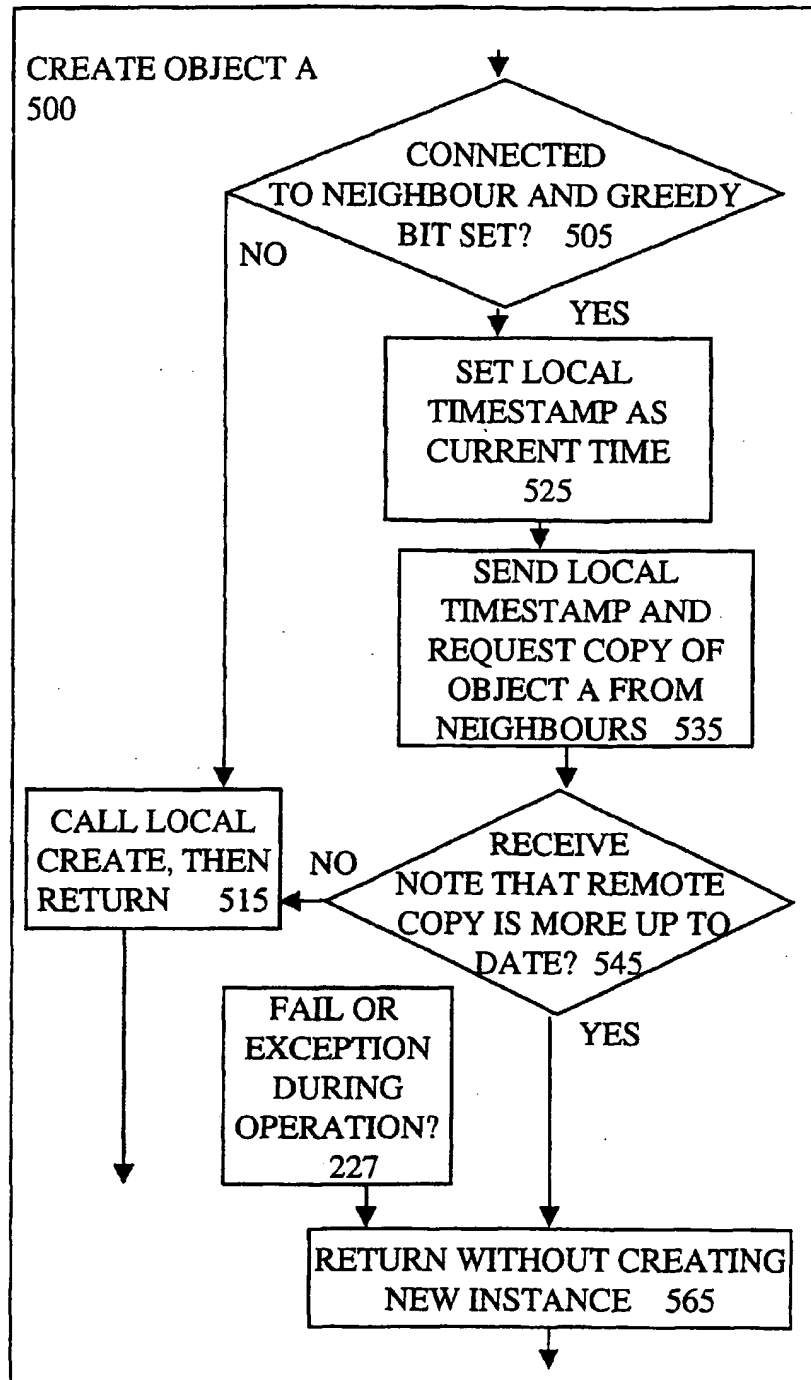 CREATE OBJECT A
500
CONNECTED
TO NEIGHBOUR AND GREEDY
BIT SET? 505
NO
YES
SET LOCAL
TIMESTAMP AS
CURRENT TIME
525
SEND LOCAL
TIMESTAMP AND
REQUEST COPY OF
OBJECT A FROM
NEIGHBOURS 535
CALL LOCAL
CREATE, THEN
RETURN 515
NO
RECEIVE
NOTE THAT REMOTE
COPY IS MORE UP TO
DATE? 545
YES
FAIL OR
EXCEPTION
DURING
OPERATION?
227
RETURN WITHOUT CREATING
NEW INSTANCE 565